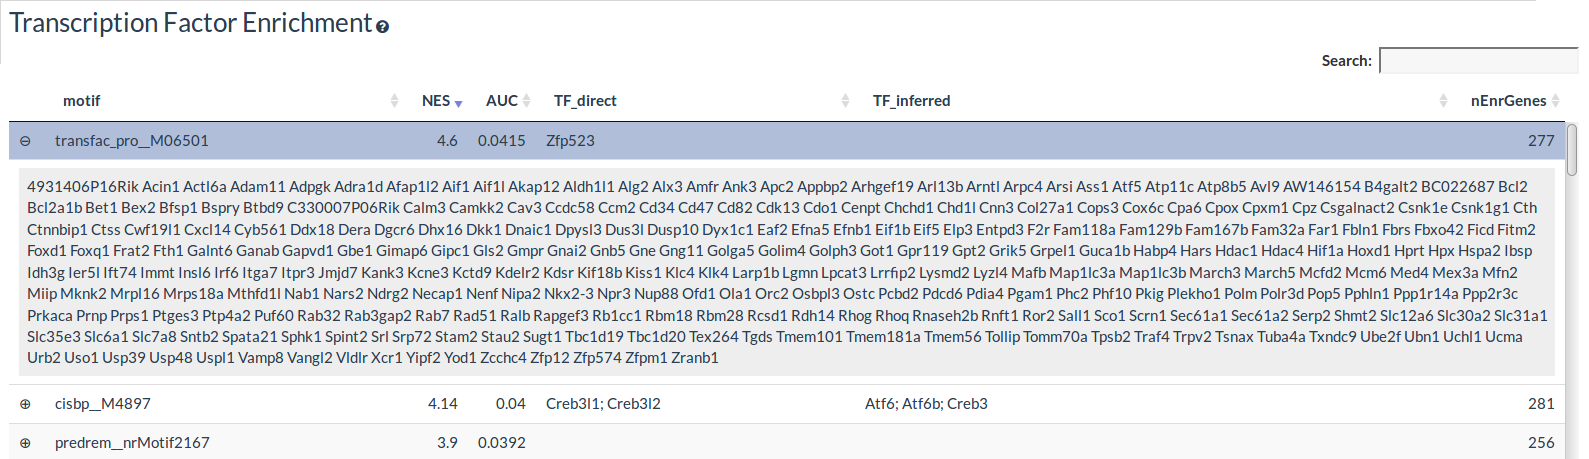 Transcription Factor Enrichment
Search:
motif NES AUC TF_direct TF_inferred nEnrGenes
transfac_pro__M06501 4.6 0.0415 Zfp523 277
4931406P16Rik Acin1 Actl6a Adam11 Adpgk Adra1d Afap1l2 Aif1 Aif1l Akap12 Aldh1l1 Alg2 Alx3 Amfr Ank3 Apc2 Appbp2 Arhgef19 Arl13b Arntl Arpc4 Arsi Ass1 Atf5 Atp11c Atp8b5 Avl9 AW146154 B4galt2 BC022687 Bcl2
Bcl2a1b Bet1 Bex2 Bfsp1 Bspry Btbd9 C330007P06Rik Calm3 Camkk2 Cav3 Ccdc58 Ccm2 Cd34 Cd47 Cd82 Cdk13 Cdo1 Cenpt Chchd1 Chd1l Cnn3 Col27a1 Cops3 Cox6c Cpa6 Cpox Cpxm1 Cpz Csgalnact2 Csnk1e Csnk1g1 Cth
Ctnnbip1 Ctss Cwf19l1 Cxcl14 Cyb561 Ddx18 Dera Dgcr6 Dhx16 Dkk1 Dnaic1 Dpysl3 Dus3l Dusp10 Dyx1c1 Eaf2 Efna5 Efnb1 Eif1b Eif5 Elp3 Entpd3 F2r Fam118a Fam129b Fam167b Fam32a Far1 Fbln1 Fbrs Fbxo42 Ficd Fitm2
Foxd1 Foxq1 Frat2 Fth1 Galnt6 Ganab Gapvd1 Gbe1 Gimap6 Gipc1 Gls2 Gmpr Gnai2 Gnb5 Gne Gng11 Golga5 Golim4 Golph3 Got1 Gpr119 Gpt2 Grik5 Grpel1 Guca1b Habp4 Hars Hdac1 Hdac4 Hif1a Hoxd1 Hprt Hpx Hspa2 Ibsp
Idh3g Ier5l Ift74 Immt Insl6 Irf6 Itga7 Itpr3 Jmjd7 Kank3 Kcne3 Kctd9 Kdelr2 Kdsr Kif18b Kiss1 Klc4 Klk4 Larp1b Lgmn Lpcat3 Lrrfip2 Lysmd2 Lyzl4 Mafb Map1lc3a Map1lc3b March3 March5 Mcfd2 Mcm6 Med4 Mex3a Mfn2
Miip Mknk2 Mrpl16 Mrps18a Mthfd1l Nab1 Nars2 Ndrg2 Necap1 Nenf Nipa2 Nkx2-3 Npr3 Nup88 Ofd1 Ola1 Orc2 Osbpl3 Ostc Pcbd2 Pdcd6 Pdia4 Pgam1 Phc2 Phf10 Pkig Plekho1 Polm Polr3d Pop5 Pphln1 Ppp1r14a Ppp2r3c
Prkaca Prnp Prps1 Ptges3 Ptp4a2 Puf60 Rab32 Rab3gap2 Rab7 Rad51 Ralb Rapgef3 Rb1cc1 Rbm18 Rbm28 Rcsd1 Rdh14 Rhog Rhoq Rnaseh2b Rnft1 Ror2 Sall1 Sco1 Scrn1 Sec61a1 Sec61a2 Serp2 Shmt2 Slc12a6 Slc30a2 Slc31a1
Slc35e3 Slc6a1 Slc7a8 Sntb2 Spata21 Sphk1 Spint2 Srl Srp72 Stam2 Stau2 Sugt1 Tbc1d19 Tbc1d20 Tex264 Tgds Tmem101 Tmem181a Tmem56 Tollip Tomm70a Tpsb2 Traf4 Trpv2 Tsnax Tuba4a Txndc9 Ube2f Ubn1 Uchl1 Ucma
Urb2 Uso1 Usp39 Usp48 Uspl1 Vamp8 Vangl2 Vldlr Xcr1 Yipf2 Yod1 Zcchc4 Zfp12 Zfp574 Zfpm1 Zranb1
cisbp__M4897 4.14 0.04 Creb3l1; Creb3l2 Atf6; Atf6b; Creb3 281
predrem__nrMotif2167 3.9 0.0392 256